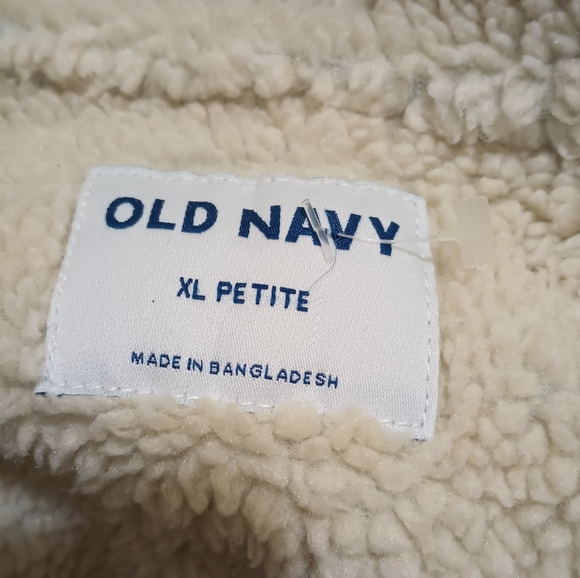 OLD NAVY
XL PETITE
MADE IN BANGLADESH